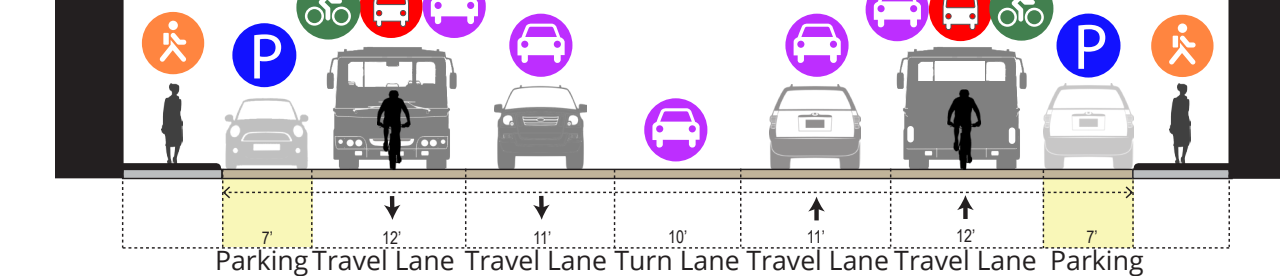 P P
7' 12' 11' 10' 11' 12' 7'
Parking Travel Lane Travel Lane Turn Lane Travel Lane Travel Lane Parking